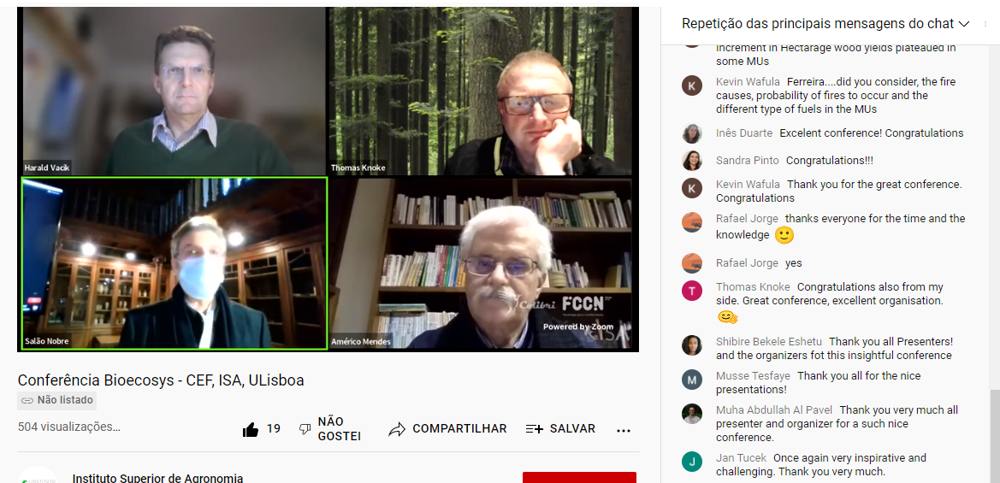 Harald Vacik
Thomas Knoke
Salão Nobre
Américo Mendes
Colibri FCCN
Powered by Zoom
ISA
Conferência Bioecosys - CEF, ISA, ULisboa
Não listado
504 visualizações...
19
NÃO
GOSTEI
COMPARTILHAR
SALVAR
Instituto Superior de Agronomia
Repetição das principais mensagens do chat
increment in Hectarage wood yields plateaued in
some MUs
K
Kevin Wafula Ferreira....did you consider, the fire
causes, probability of fires to occur and the
different type of fuels in the MUs
Inês Duarte Excelent conference! Congratulations
Sandra Pinto Congratulations!!!
K
Kevin Wafula Thank you for the great conference.
Congratulations
Rafael Jorge thanks everyone for the time and the
knowledge 🙂
Rafael Jorge yes
T
Thomas Knoke Congratulations also from my
side. Great conference, excellent organisation.
Shibire Bekele Eshetu Thank you all Presenters!
and the organizers fot this insightful conference
M
Musse Tesfaye Thank you all for the nice
presentations!
Muha Abdullah Al Pavel Thank you very much all
presenter and organizer for a such nice
conference.
J
Jan Tucek Once again very inspirative and
challenging. Thank you very much.